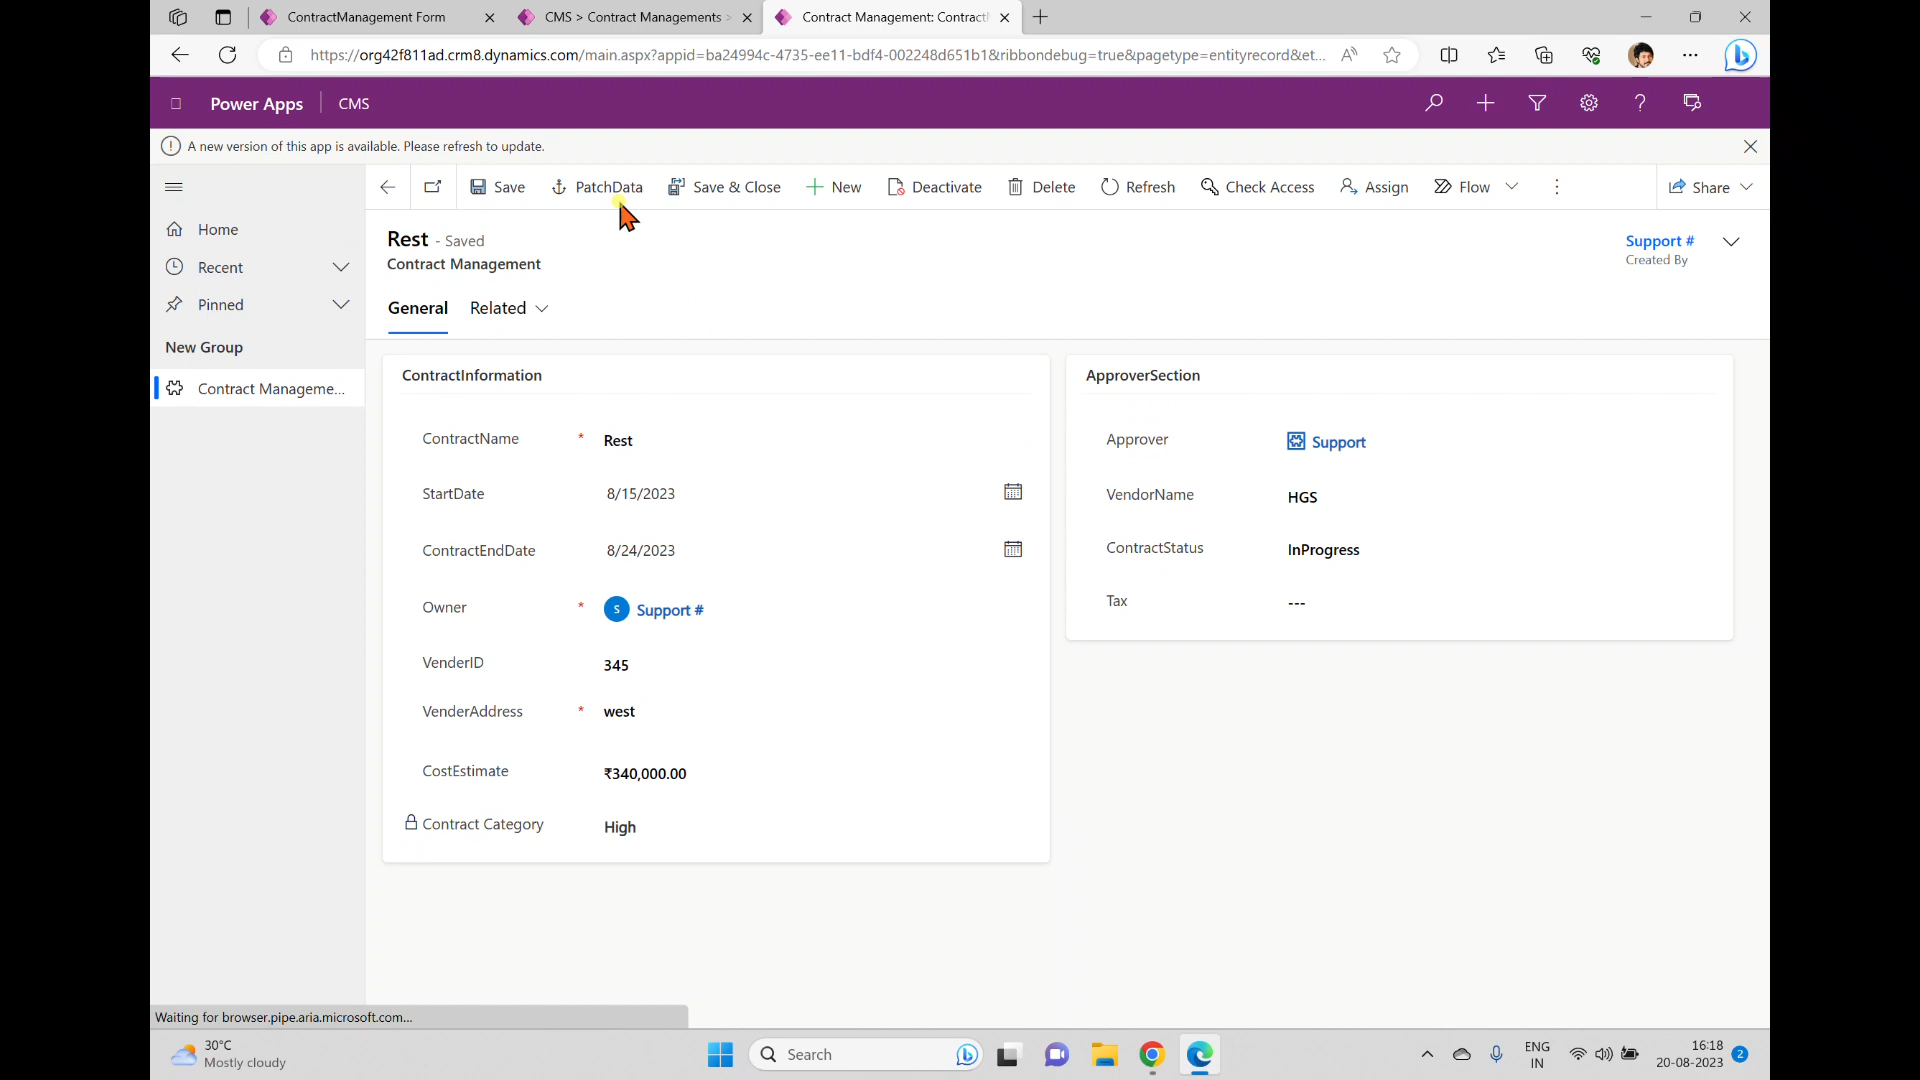 ContractManagement Form
CMS > Contract Managements >
Contract Management: Contract
https://org42f811ad.crm8.dynamics.com/main.aspx?appid=ba24994c-4735-ee11-bdf4-002248d651b1&ribbondebug=true&pagetype=entityrecord&et...
Power Apps CMS
A new version of this app is available. Please refresh to update.
Save PatchData Save & Close New Deactivate Delete Refresh Check Access Assign Flow Share
Home
Recent
Pinned
New Group
Contract Manageme...
Rest - Saved
Contract Management
Support #
Created By
General Related
ContractInformation
ContractName * Rest
StartDate 8/15/2023
ContractEndDate 8/24/2023
Owner * S Support #
VenderID 345
VenderAddress * west
CostEstimate ₹340,000.00
Contract Category High
ApproverSection
Approver Support
VendorName HGS
ContractStatus InProgress
Tax ---
Waiting for browser.pipe.aria.microsoft.com...
30°C
Mostly cloudy
Search
ENG
IN
16:18
20-08-2023
2